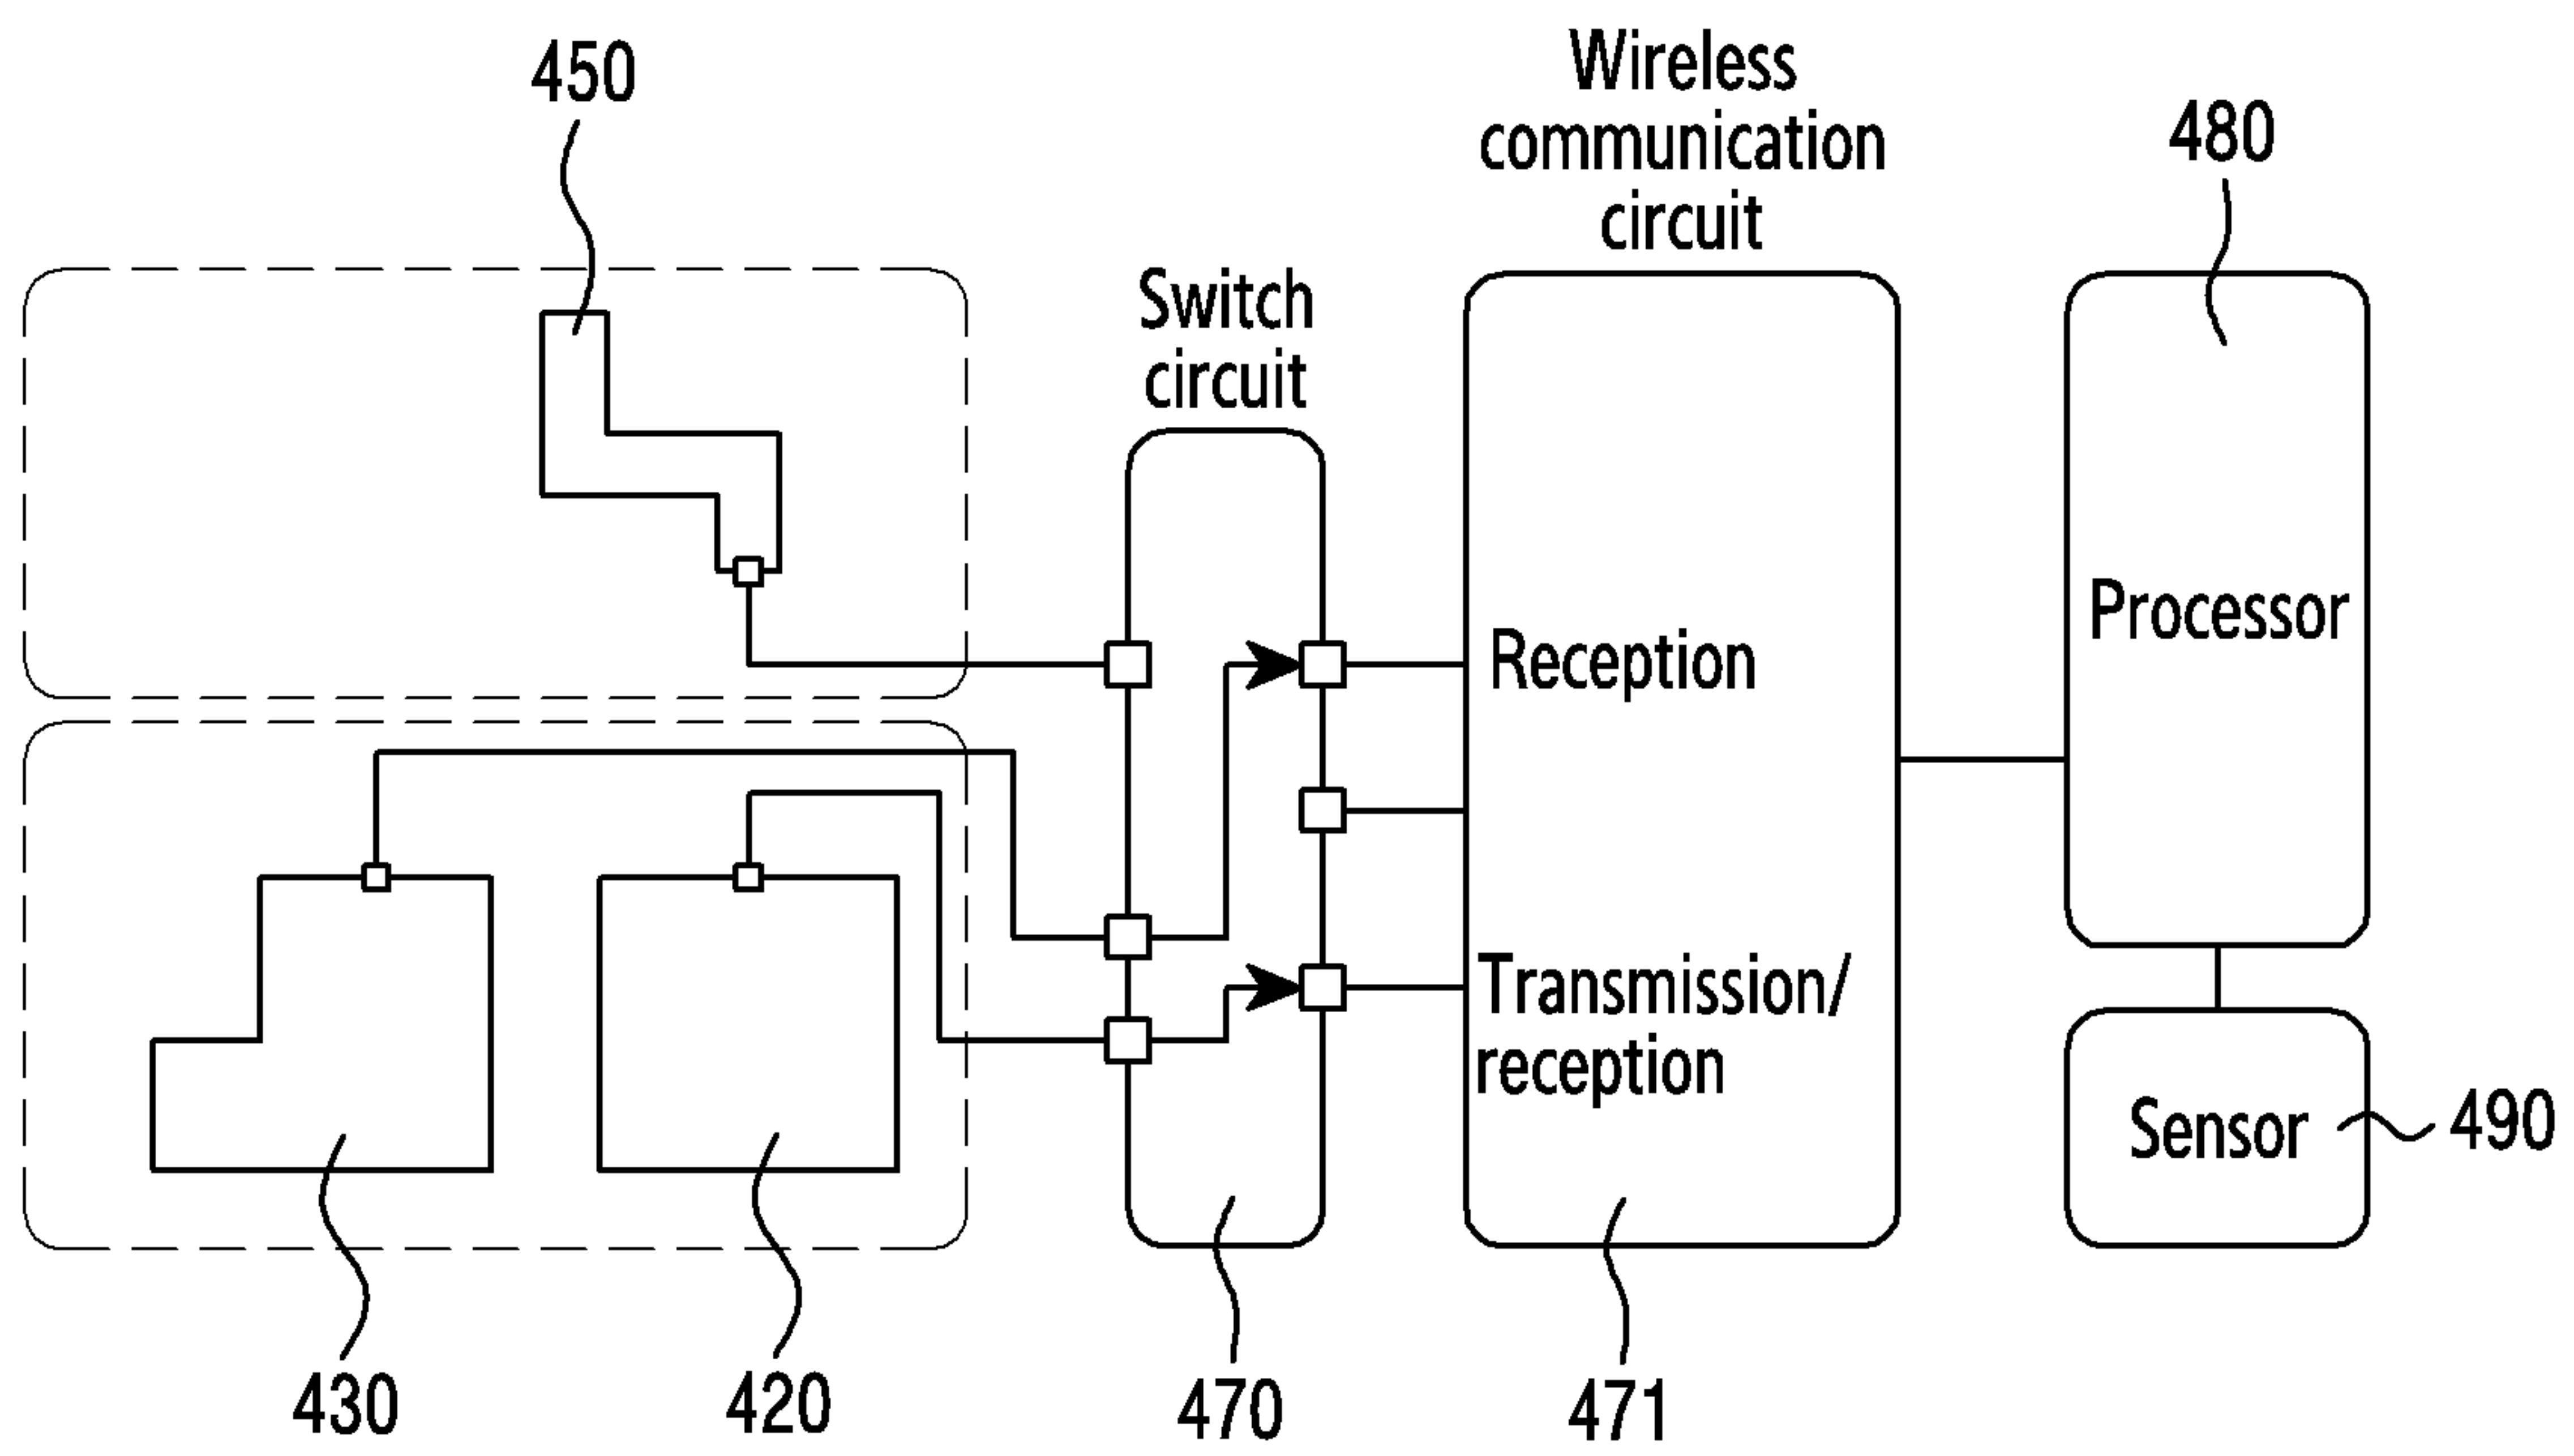 450
Wireless
communication
circuit
480
Switch
circuit
Processor
Reception
Transmission/
reception
Sensor
490
430
420
470
471